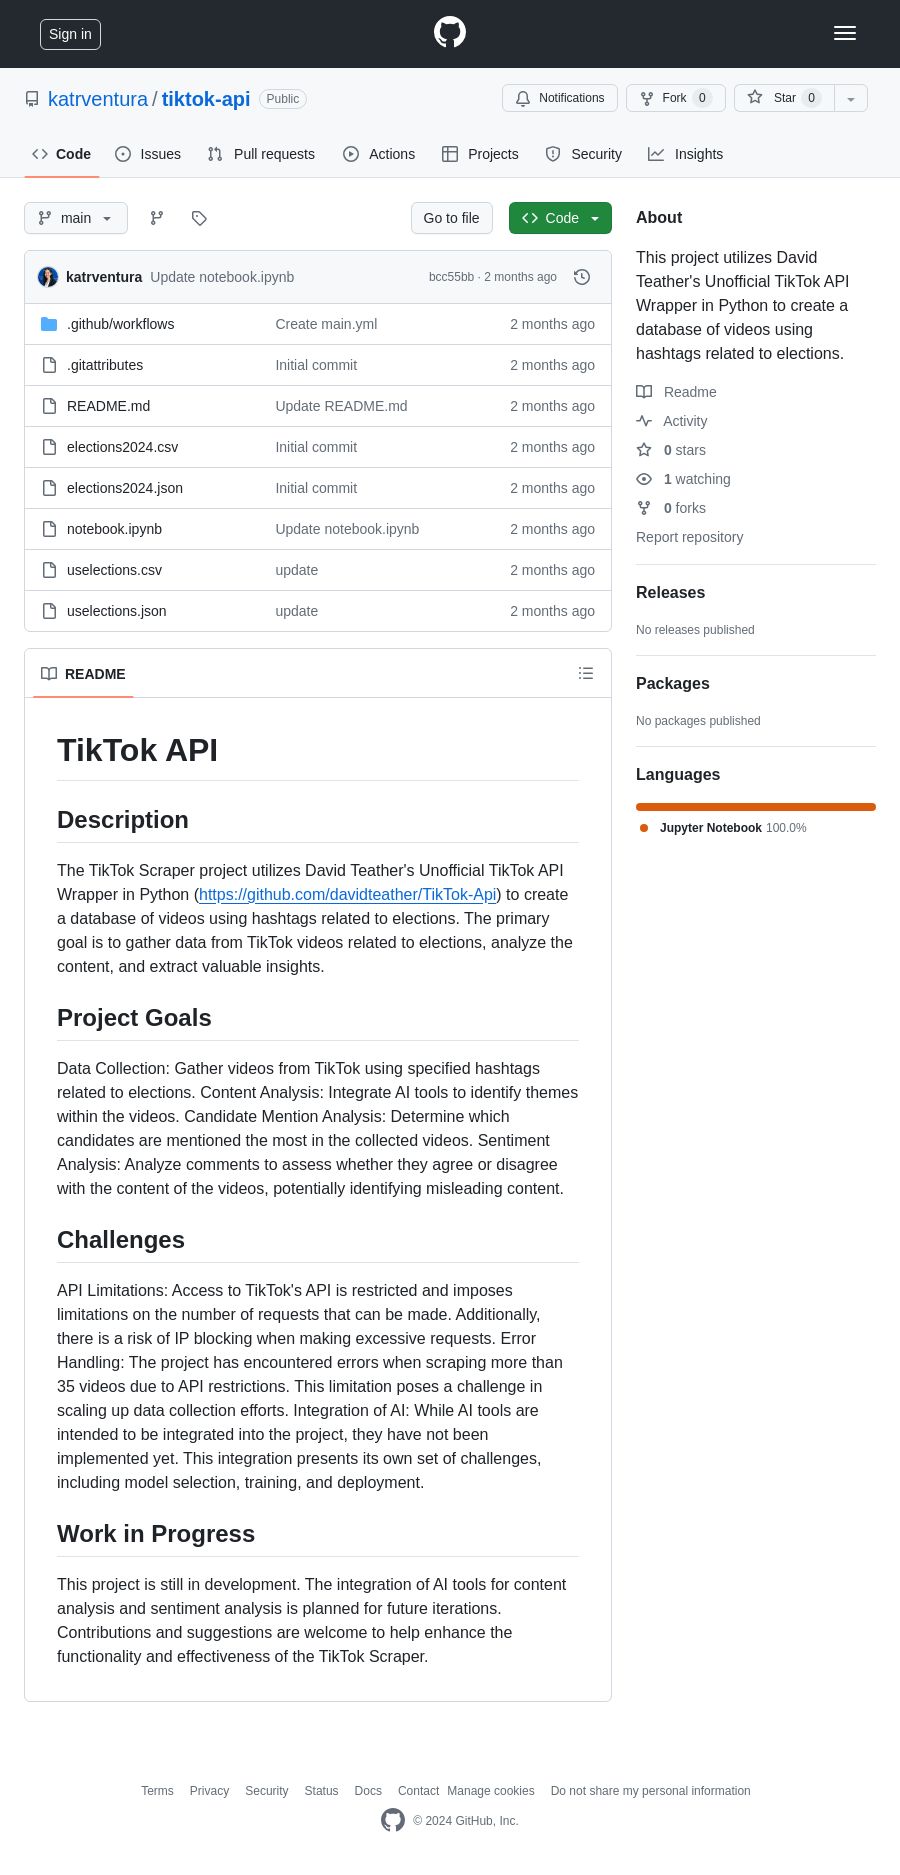 Sign in
katrventura / tiktok-api Public
Notifications Fork 0 Star 0
Code Issues Pull requests Actions Projects Security Insights
main Go to file Code
katrventura Update notebook.ipynb bcc55bb · 2 months ago
.github/workflows Create main.yml 2 months ago
.gitattributes Initial commit 2 months ago
README.md Update README.md 2 months ago
elections2024.csv Initial commit 2 months ago
elections2024.json Initial commit 2 months ago
notebook.ipynb Update notebook.ipynb 2 months ago
uselections.csv update 2 months ago
uselections.json update 2 months ago
README
TikTok API
Description
The TikTok Scraper project utilizes David Teather's Unofficial TikTok API
Wrapper in Python (https://github.com/davidteather/TikTok-Api) to create
a database of videos using hashtags related to elections. The primary
goal is to gather data from TikTok videos related to elections, analyze the
content, and extract valuable insights.
Project Goals
Data Collection: Gather videos from TikTok using specified hashtags
related to elections. Content Analysis: Integrate AI tools to identify themes
within the videos. Candidate Mention Analysis: Determine which
candidates are mentioned the most in the collected videos. Sentiment
Analysis: Analyze comments to assess whether they agree or disagree
with the content of the videos, potentially identifying misleading content.
Challenges
API Limitations: Access to TikTok's API is restricted and imposes
limitations on the number of requests that can be made. Additionally,
there is a risk of IP blocking when making excessive requests. Error
Handling: The project has encountered errors when scraping more than
35 videos due to API restrictions. This limitation poses a challenge in
scaling up data collection efforts. Integration of AI: While AI tools are
intended to be integrated into the project, they have not been
implemented yet. This integration presents its own set of challenges,
including model selection, training, and deployment.
Work in Progress
This project is still in development. The integration of AI tools for content
analysis and sentiment analysis is planned for future iterations.
Contributions and suggestions are welcome to help enhance the
functionality and effectiveness of the TikTok Scraper.
About
This project utilizes David
Teather's Unofficial TikTok API
Wrapper in Python to create a
database of videos using
hashtags related to elections.
Readme
Activity
0 stars
1 watching
0 forks
Report repository
Releases
No releases published
Packages
No packages published
Languages
Jupyter Notebook 100.0%
Terms Privacy Security Status Docs Contact Manage cookies Do not share my personal information
© 2024 GitHub, Inc.